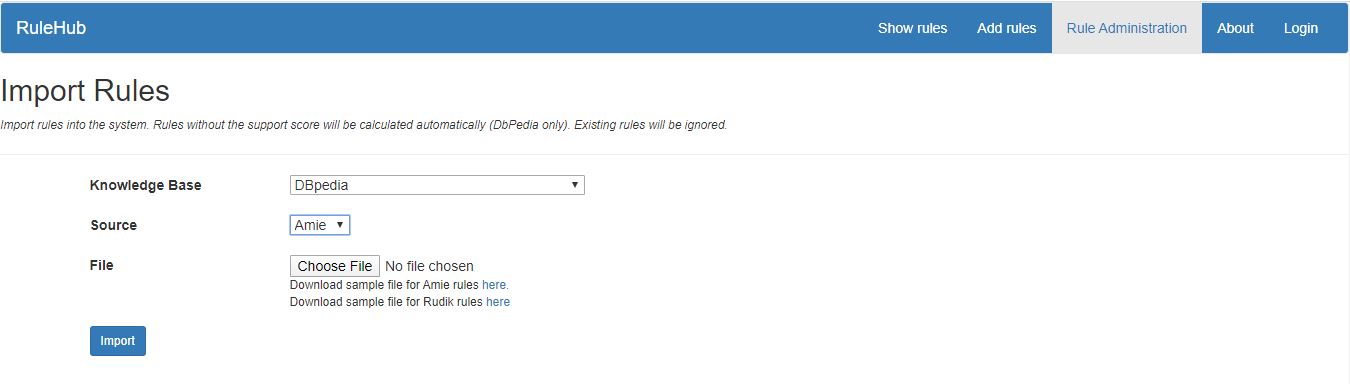 RuleHub Show rules Add rules Rule Administration About Login
Import Rules
Import rules into the system. Rules without the support score will be calculated automatically (DbPedia only). Existing rules will be ignored.
Knowledge Base DBpedia
Source Amie
File Choose File No file chosen
Download sample file for Amie rules here.
Download sample file for Rudik rules here
Import